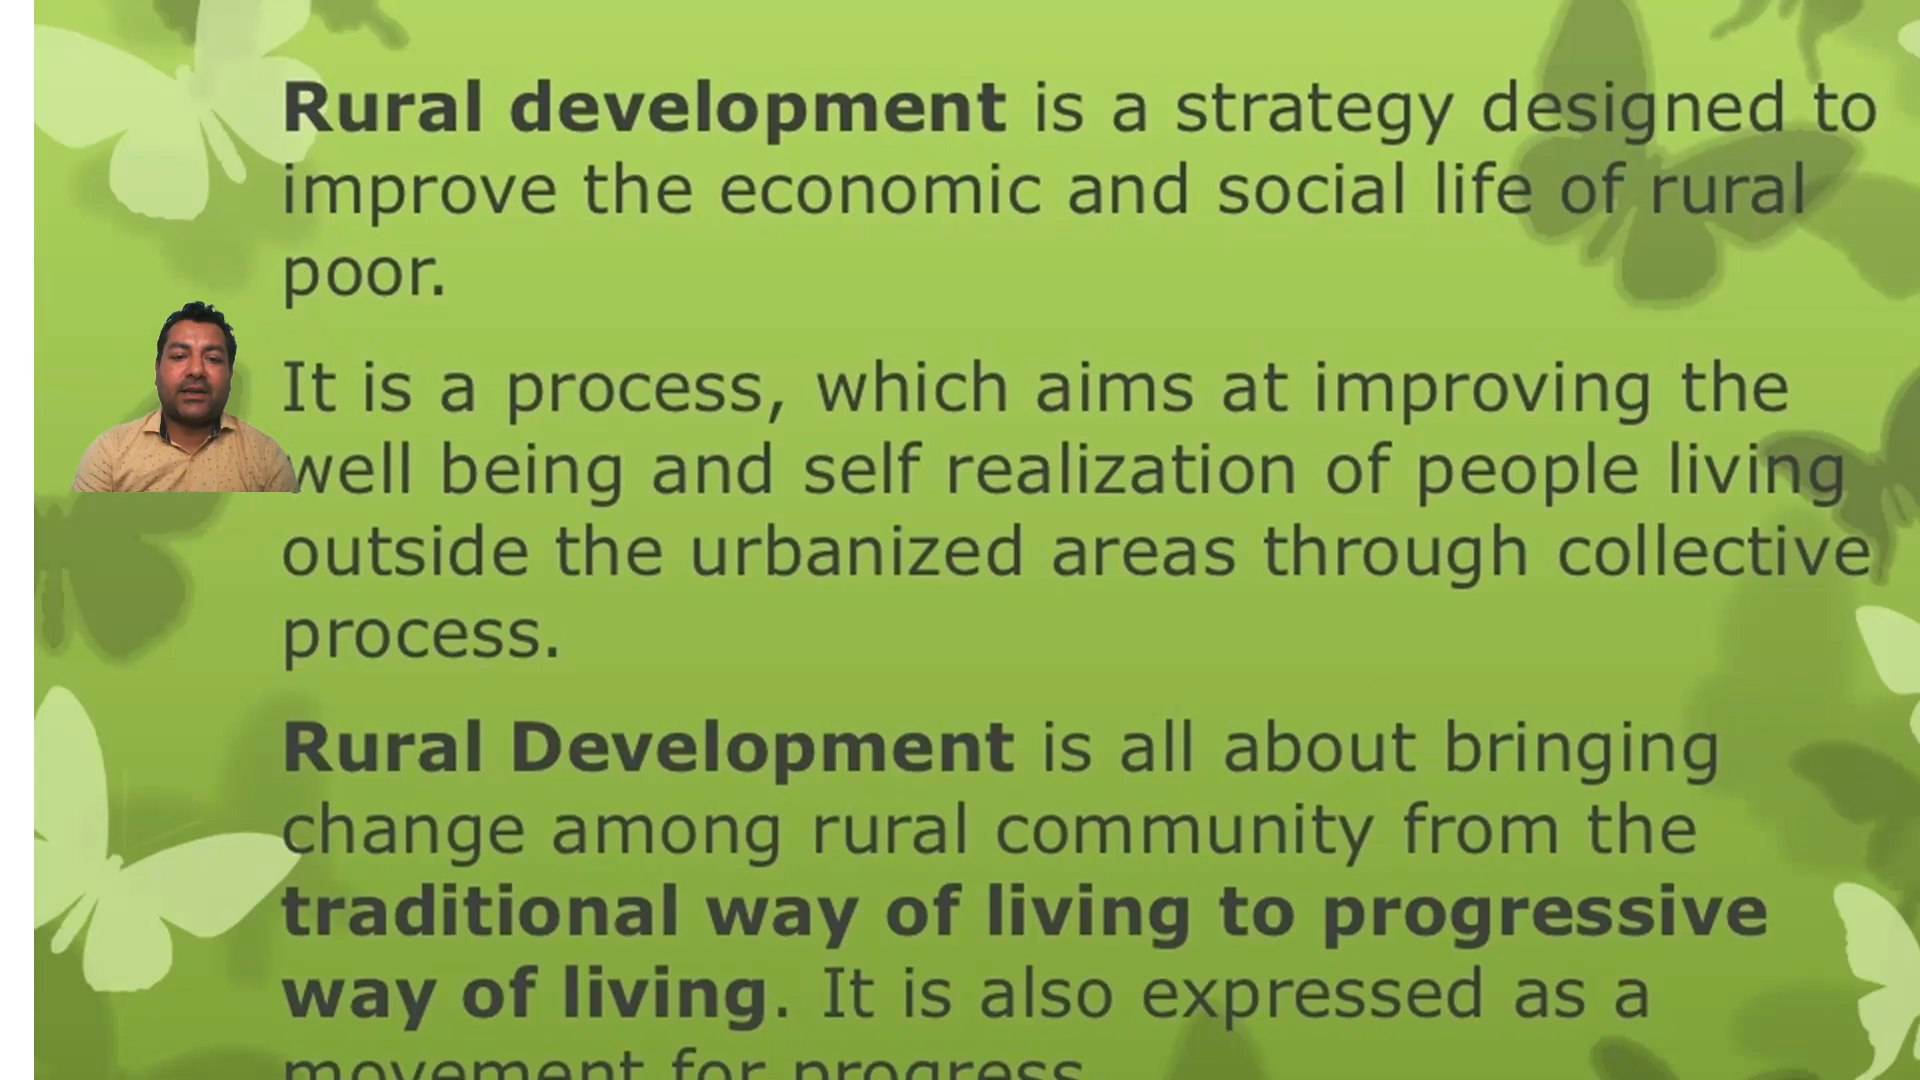 Rural development is a strategy designed to
improve the economic and social life of rural
poor.
It is a process, which aims at improving the
well being and self realization of people living
outside the urbanized areas through collective
process.
Rural Development is all about bringing
change among rural community from the
traditional way of living to progressive
way of living. It is also expressed as a
movement for progress